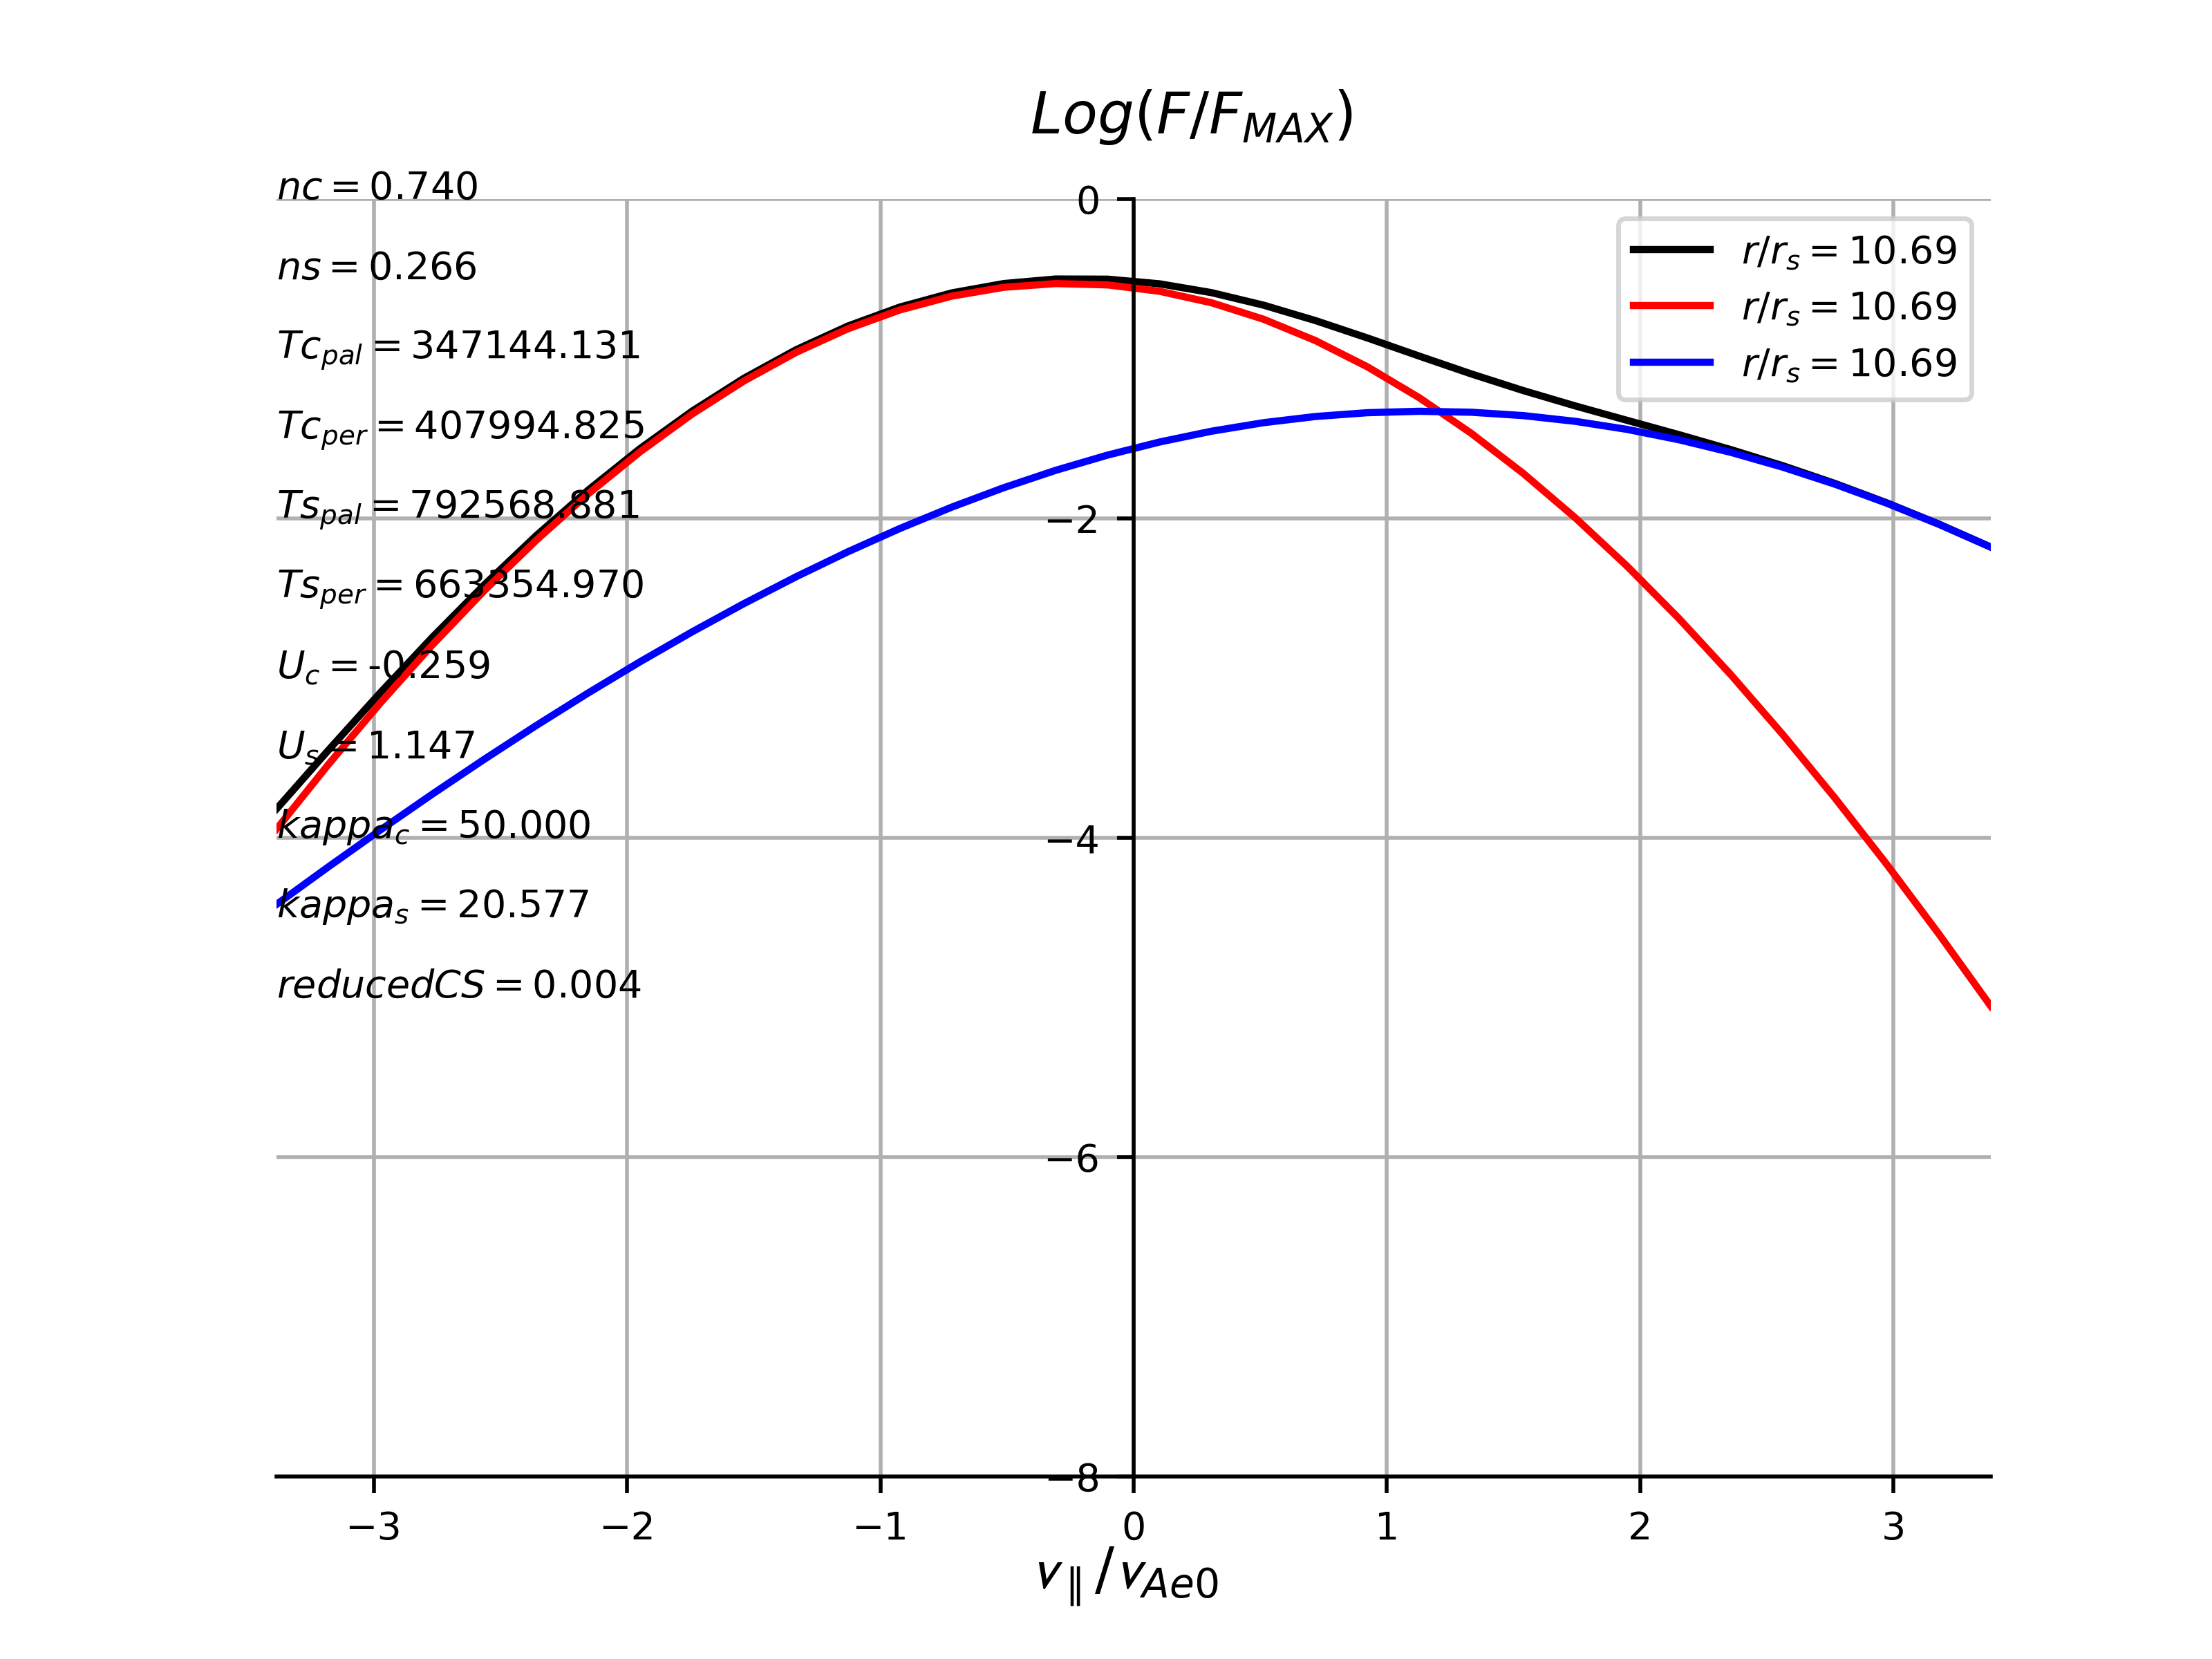 Log(F/F_MAX)
nc = 0.740
ns = 0.266
Tc_pal = 347144.131
Tc_per = 407994.825
Ts_pal = 792568.881
Ts_per = 663354.970
U_c = -0.259
U_s = 1.147
kappa_c = 50.000
kappa_s = 20.577
reducedCS = 0.004
0
−2
−4
−6
−8
r/r_s = 10.69
r/r_s = 10.69
r/r_s = 10.69
−3 −2 −1 0 1 2 3
v_∥/v_Ae0